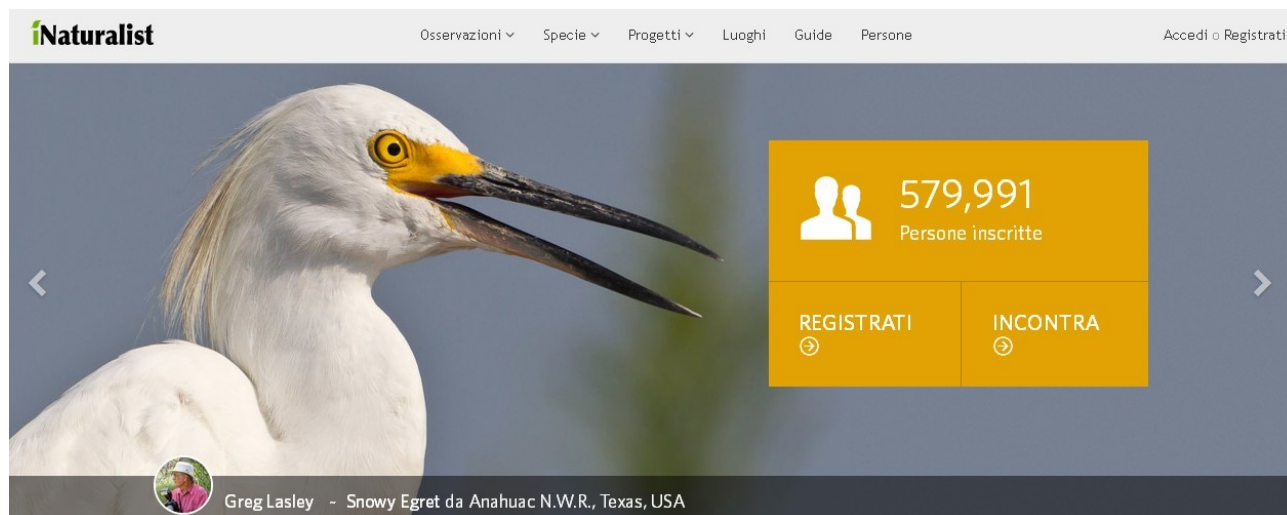 iNaturalist
Osservazioni Specie Progetti Luoghi Guide Persone
Accedi o Registrati
579,991
Persone inscritte
REGISTRATI
INCONTRA
Greg Lasley ~ Snowy Egret da Anahuac N.W.R., Texas, USA